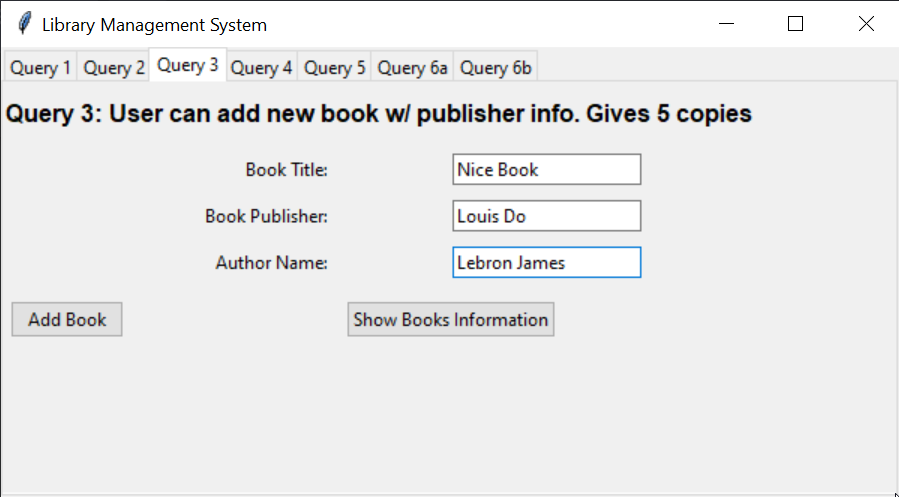 Library Management System
Query 1 Query 2 Query 3 Query 4 Query 5 Query 6a Query 6b
Query 3: User can add new book w/ publisher info. Gives 5 copies
Book Title: Nice Book
Book Publisher: Louis Do
Author Name: Lebron James
Add Book Show Books Information